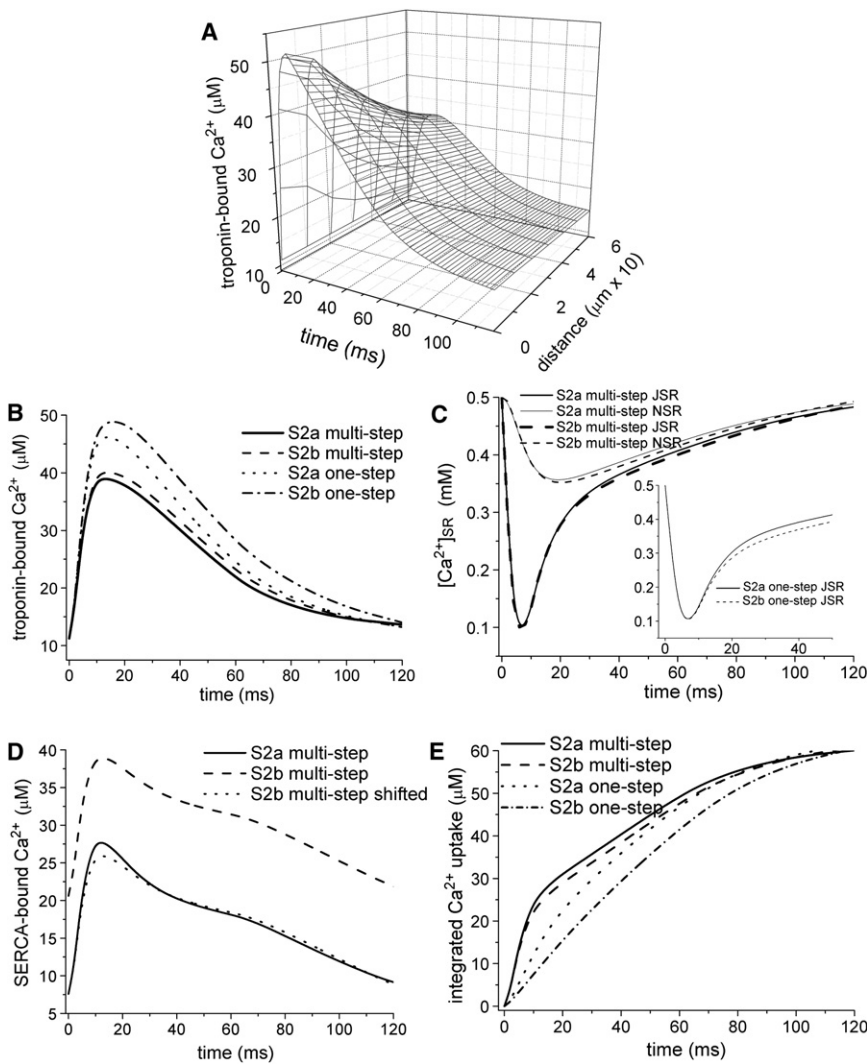 A
troponin-bound Ca²⁺ (μM)
50
40
30
20
10
0
20
40
60
80
100
time (ms)
0
2
4
6
distance (μm x 10)
B
troponin-bound Ca²⁺ (μM)
50
45
40
35
30
25
20
15
10
S2a multi-step
S2b multi-step
S2a one-step
S2b one-step
0 20 40 60 80 100 120
time (ms)
C
[Ca²⁺]SR (mM)
0.5
0.4
0.3
0.2
0.1
S2a multi-step JSR
S2a multi-step NSR
S2b multi-step JSR
S2b multi-step NSR
0.5
0.4
0.3
0.2
0.1
S2a one-step JSR
S2b one-step JSR
0 20 40
0 20 40 60 80 100 120
time (ms)
D
SERCA-bound Ca²⁺ (μM)
40
35
30
25
20
15
10
5
S2a multi-step
S2b multi-step
S2b multi-step shifted
0 20 40 60 80 100 120
time (ms)
E
integrated Ca²⁺ uptake (μM)
60
50
40
30
20
10
0
S2a multi-step
S2b multi-step
S2a one-step
S2b one-step
0 20 40 60 80 100 120
time (ms)